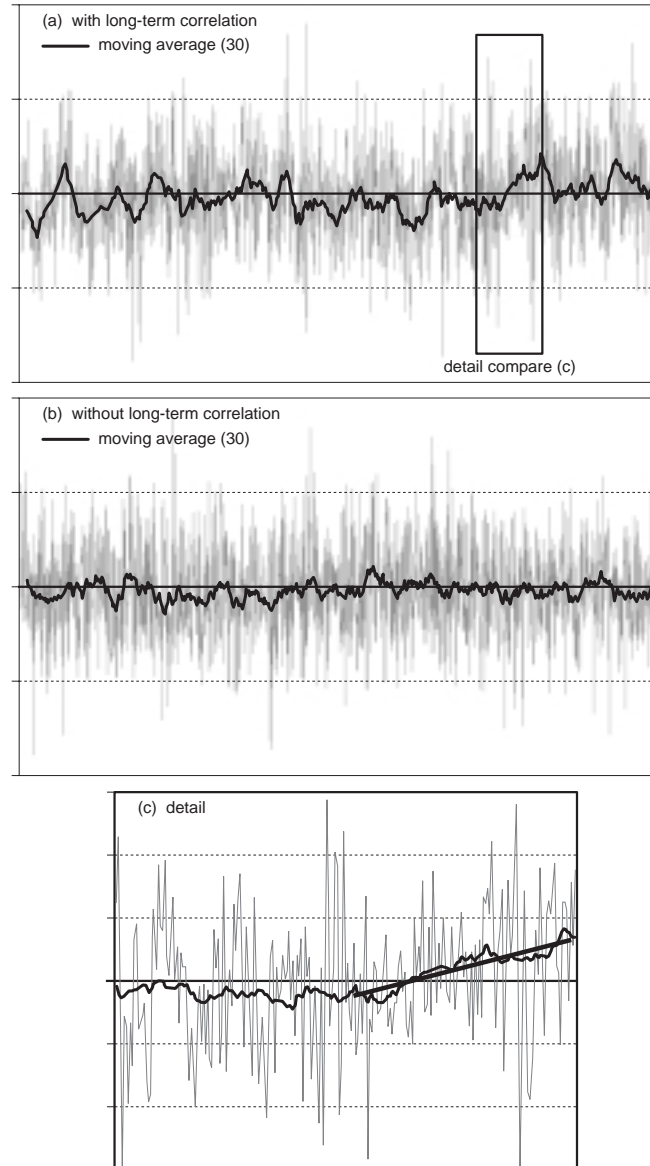 (a) with long-term correlation
moving average (30)
detail compare (c)
(b) without long-term correlation
moving average (30)
(c) detail